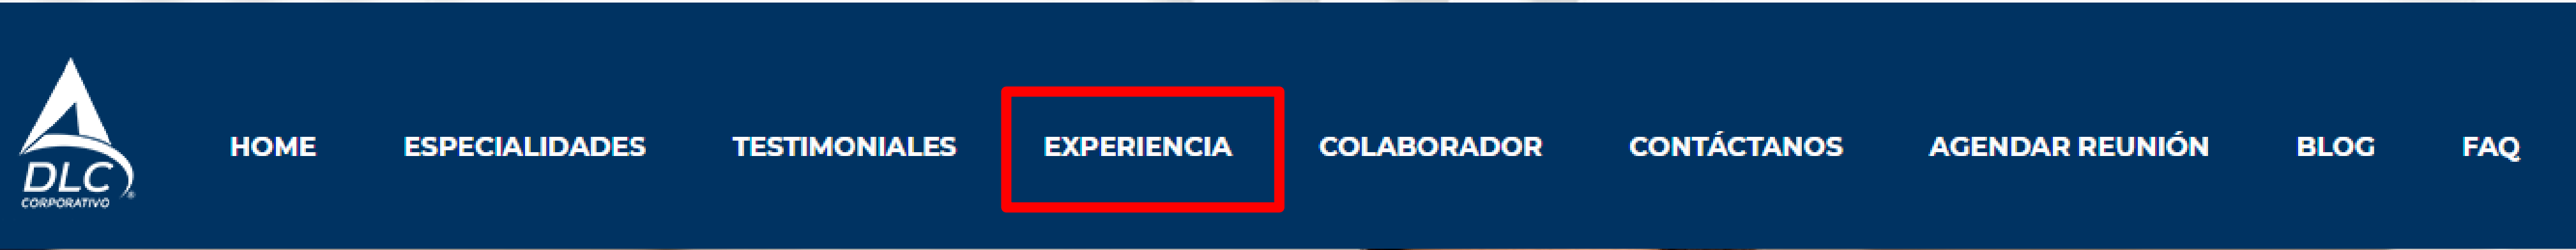 DLC
CORPORATIVO
HOME ESPECIALIDADES TESTIMONIALES EXPERIENCIA COLABORADOR CONTÁCTANOS AGENDAR REUNIÓN BLOG FAQ